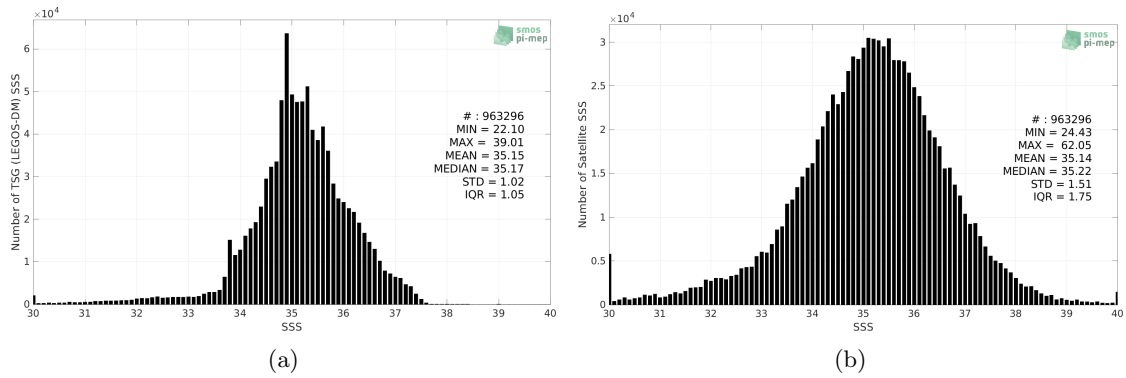 ×10⁴
6
5
4
3
2
1
0
30 31 32 33 34 35 36 37 38 39 40
SSS
Number of TSG (LEGOS-DM) SSS
smos
pi-mep
# : 963296
MIN = 22.10
MAX = 39.01
MEAN = 35.15
MEDIAN = 35.17
STD = 1.02
IQR = 1.05
(a)
×10⁴
3
2.5
2
1.5
1
0.5
0
30 31 32 33 34 35 36 37 38 39 40
SSS
Number of Satellite SSS
smos
pi-mep
# : 963296
MIN = 24.43
MAX = 62.05
MEAN = 35.14
MEDIAN = 35.22
STD = 1.51
IQR = 1.75
(b)